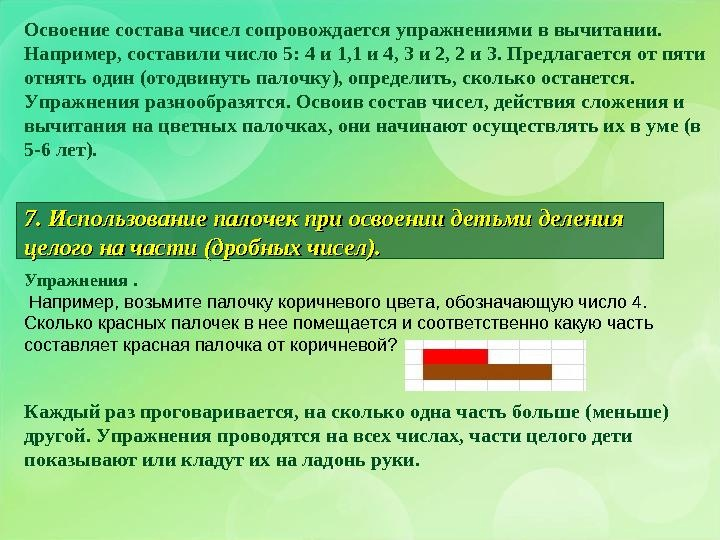 Освоение состава чисел сопровождается упражнениями в вычитании.
Например, составили число 5: 4 и 1,1 и 4, 3 и 2, 2 и 3. Предлагается от пяти
отнять один (отодвинуть палочку), определить, сколько останется.
Упражнения разнообразятся. Освоив состав чисел, действия сложения и
вычитания на цветных палочках, они начинают осуществлять их в уме (в
5-6 лет).
7. Использование палочек при освоении детьми деления
целого на части (дробных чисел).
Упражнения .
Например, возьмите палочку коричневого цвета, обозначающую число 4.
Сколько красных палочек в нее помещается и соответственно какую часть
составляет красная палочка от коричневой?
Каждый раз проговаривается, на сколько одна часть больше (меньше)
другой. Упражнения проводятся на всех числах, части целого дети
показывают или кладут их на ладонь руки.